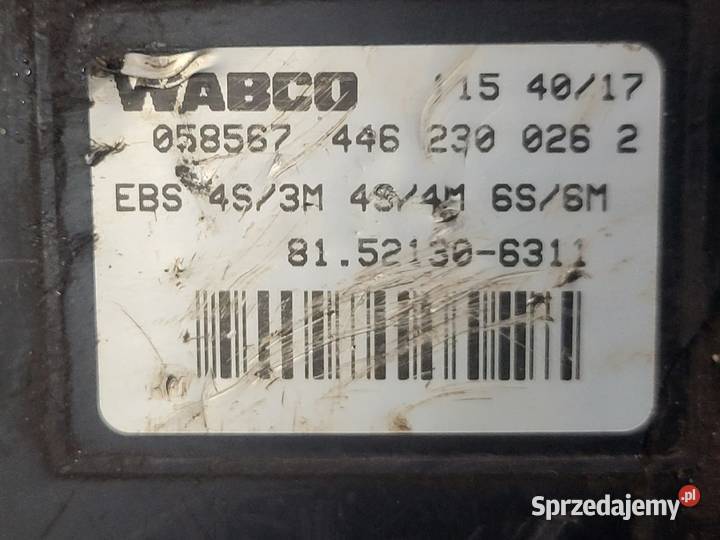 WABCO 115 40/17
058567 446 230 026 2
EBS 4S/3M 4S/4M 6S/6M
81.52130-6311
Sprzedajemy.pl